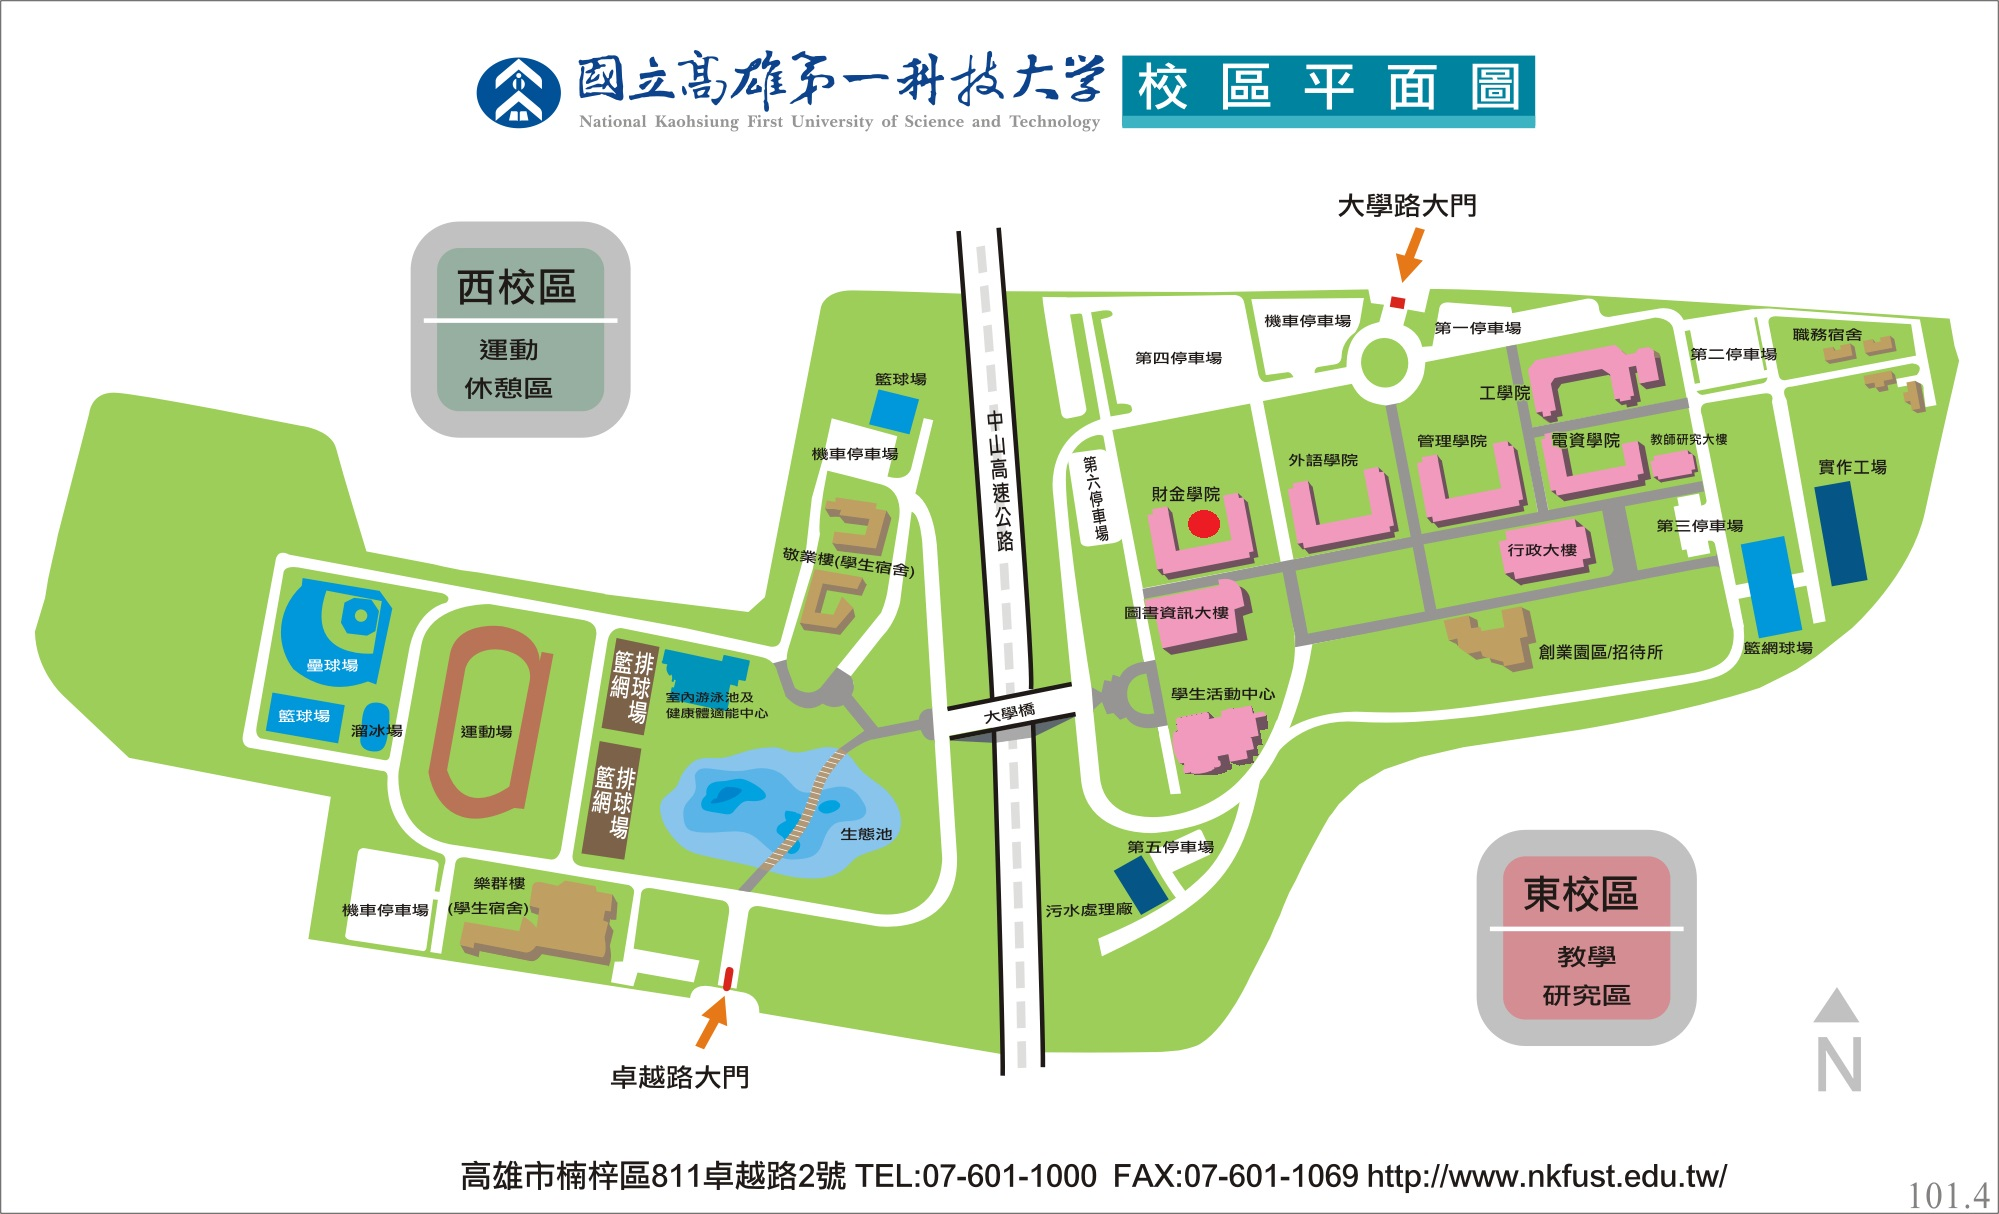 國立高雄第一科技大学
National Kaohsiung First University of Science and Technology
校區平面圖
大學路大門
西校區
運動
休憩區
機車停車場
第一停車場
第四停車場
第二停車場
職務宿舍
籃球場
工學院
中山高速公路
管理學院
電資學院
教師研究大樓
機車停車場
外語學院
第六停車場
實作工場
財金學院
第三停車場
行政大樓
敬業樓(學生宿舍)
圖書資訊大樓
創業園區/招待所
籃網球場
壘球場
籃網
排球場
室內游泳池及
健康體適能中心
學生活動中心
籃球場
溜冰場
運動場
大學橋
籃網
排球場
生態池
第五停車場
樂群樓
(學生宿舍)
機車停車場
污水處理廠
東校區
教學
研究區
N
卓越路大門
高雄市楠梓區811卓越路2號 TEL:07-601-1000 FAX:07-601-1069 http://www.nkfust.edu.tw/
101.4